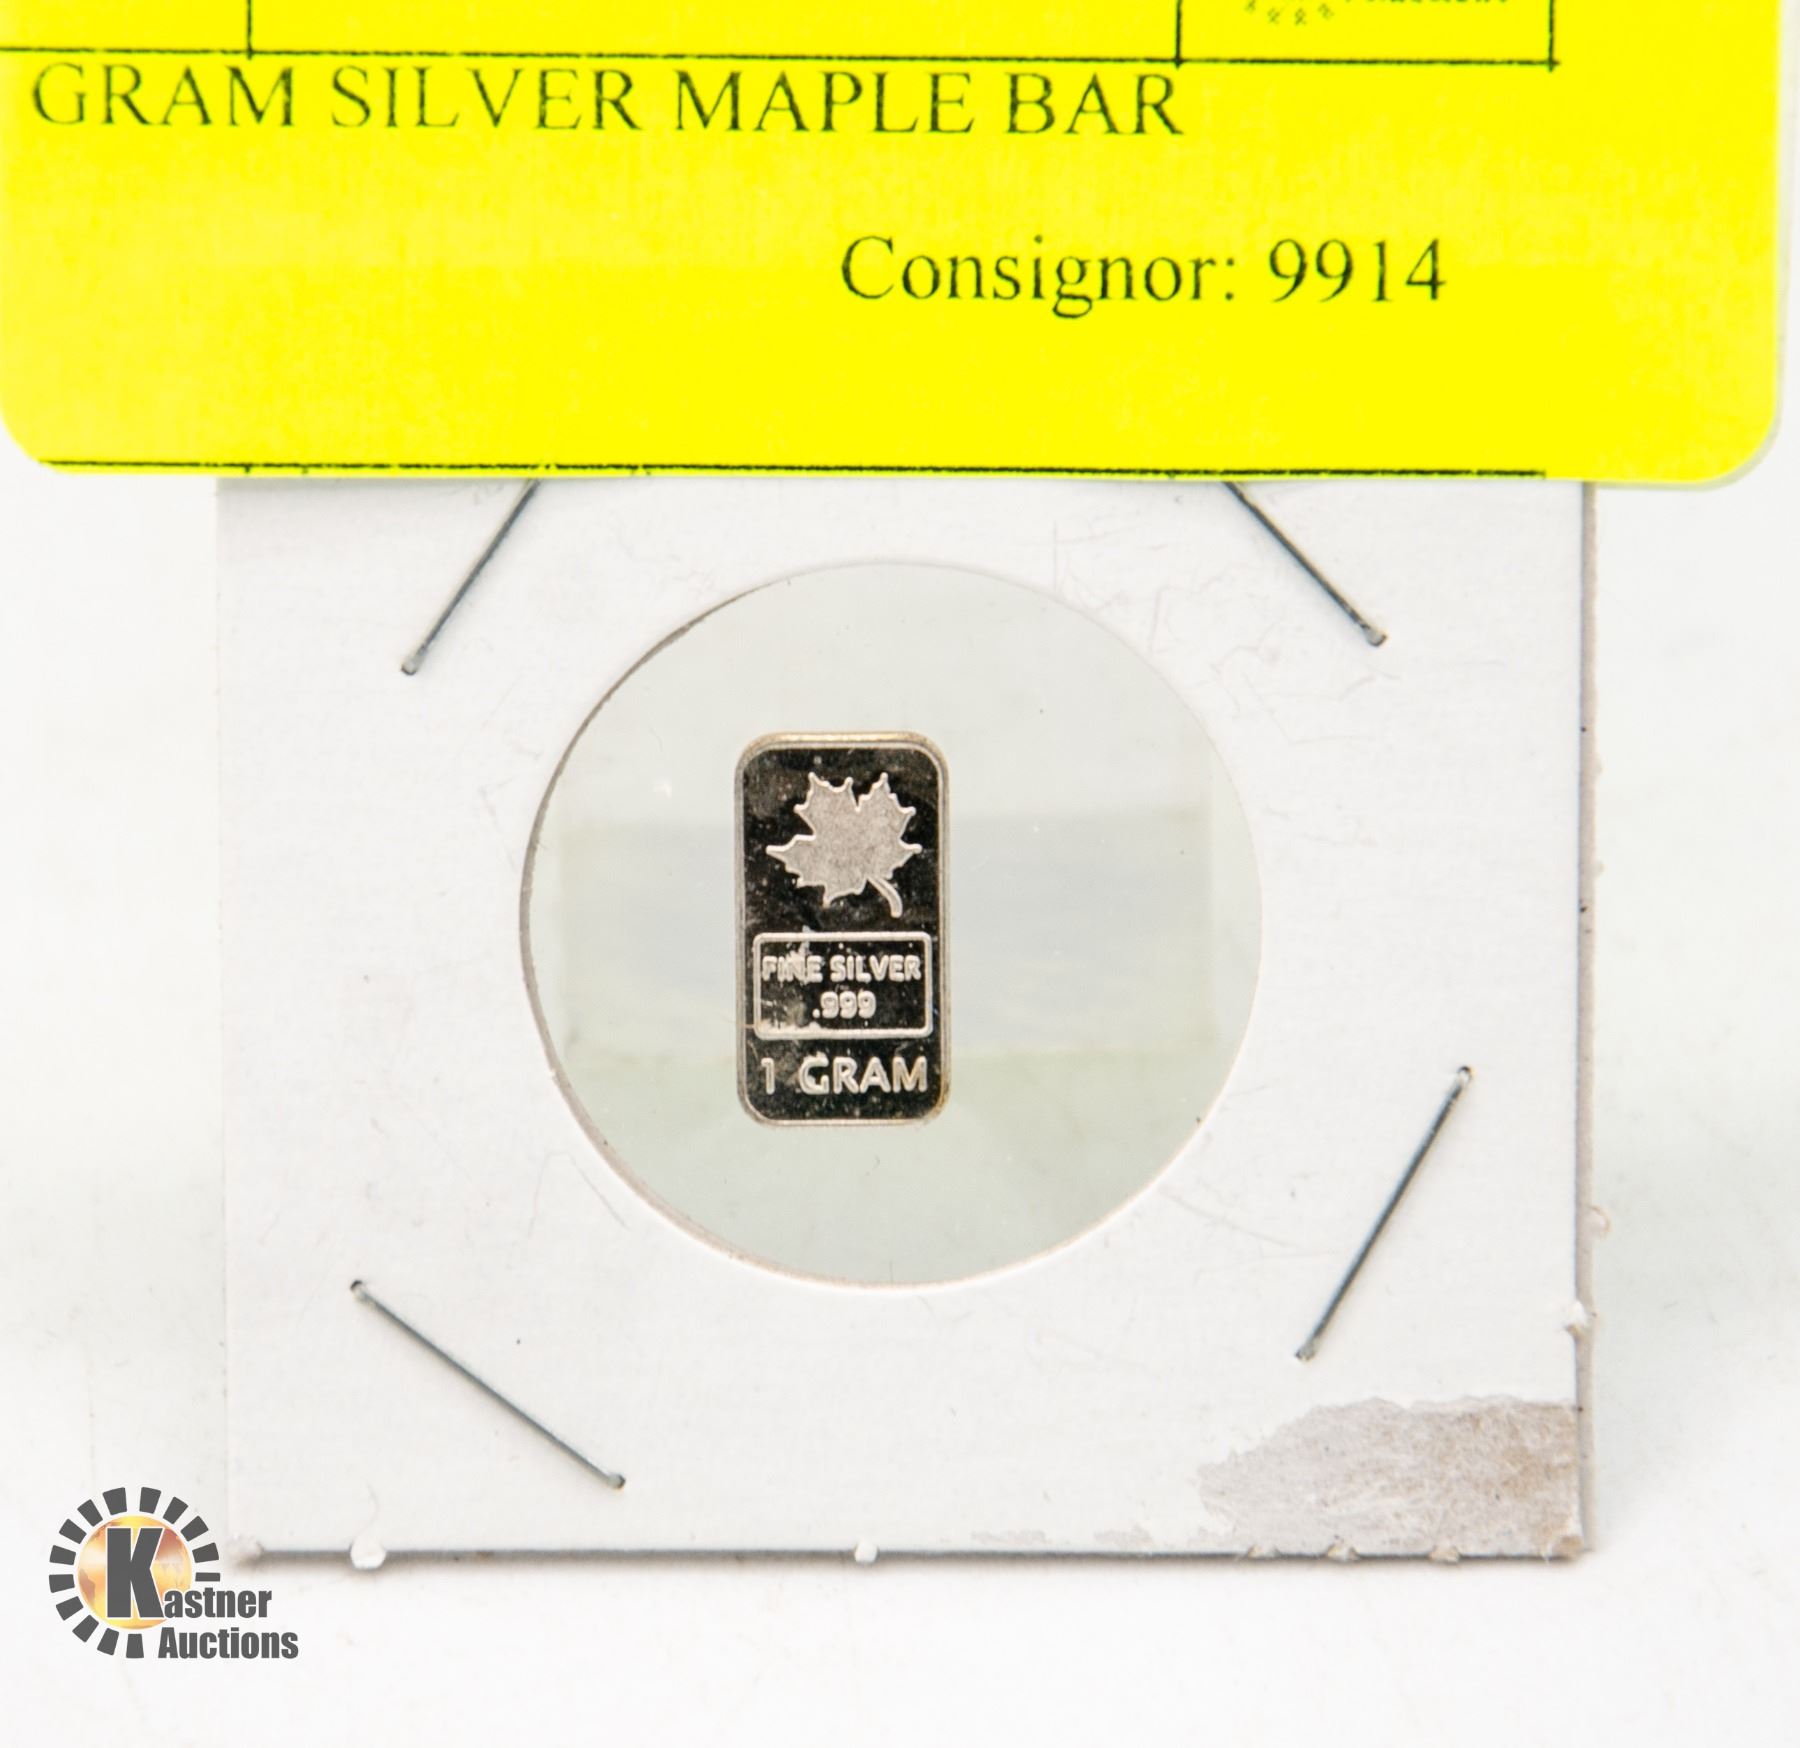 GRAM SILVER MAPLE BAR
Consignor: 9914
FINE SILVER
.999
1 GRAM
Kastner
Auctions